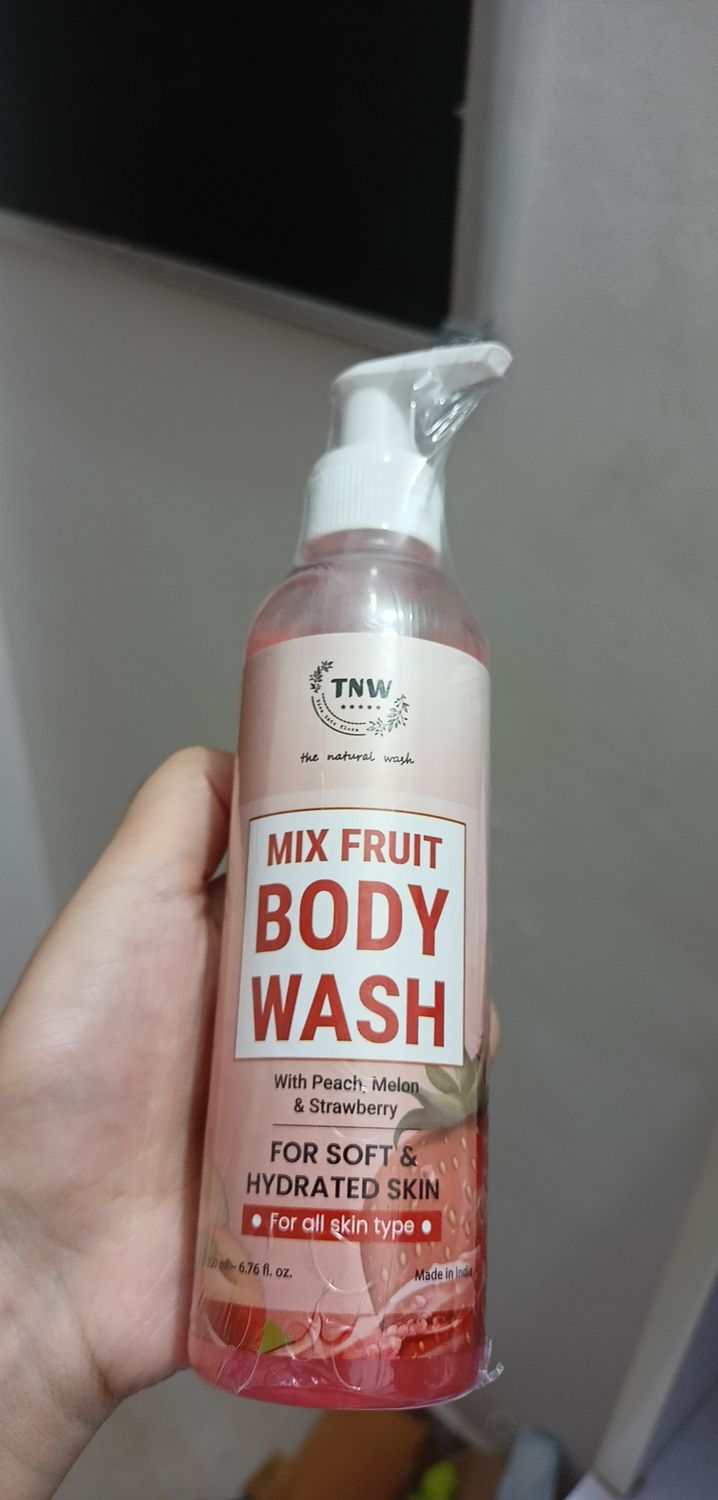 TNW
the natural wash
MIX FRUIT
BODY
WASH
With Peach, Melon
& Strawberry
FOR SOFT &
HYDRATED SKIN
• For all skin type •
6.76 fl. oz.
Made in India